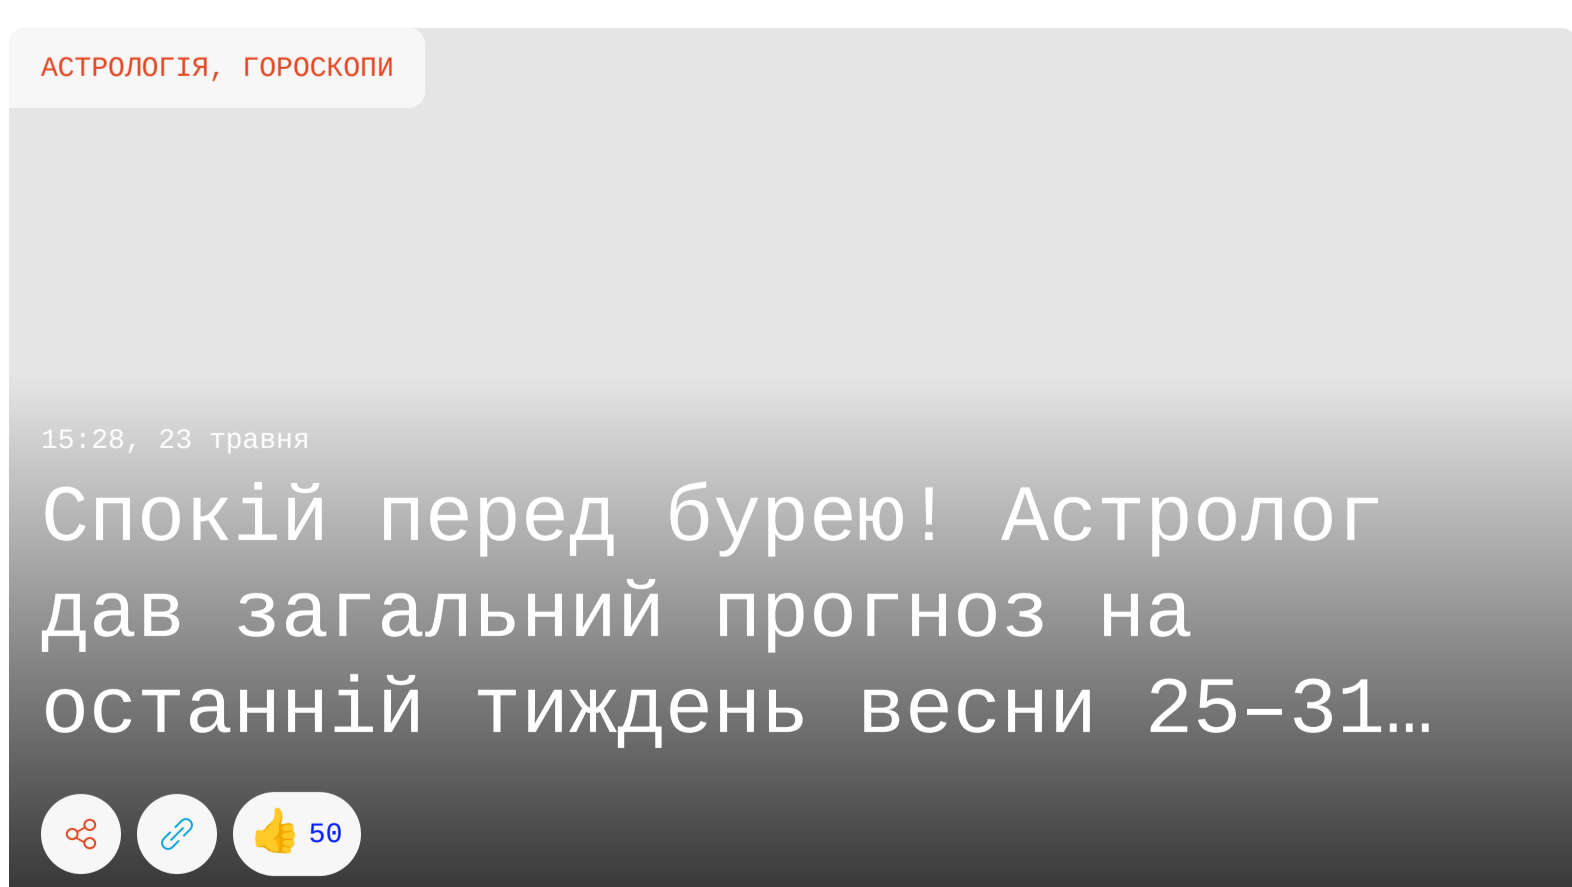 АСТРОЛОГІЯ, ГОРОСКОПИ
15:28, 23 травня
Спокій перед бурею! Астролог
дав загальний прогноз на
останній тиждень весни 25–31…
50